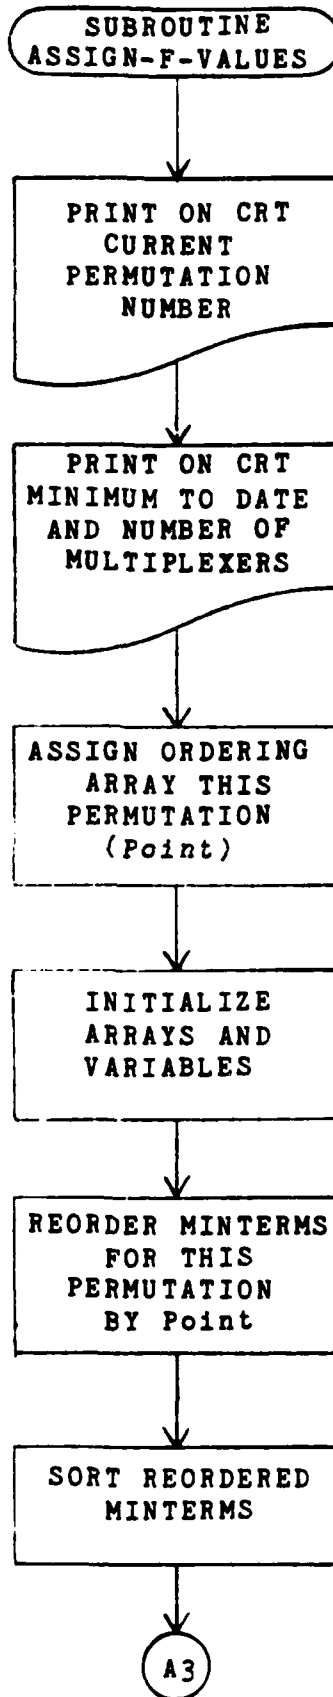 SUBROUTINE
ASSIGN-F-VALUES
PRINT ON CRT
CURRENT
PERMUTATION
NUMBER
PRINT ON CRT
MINIMUM TO DATE
AND NUMBER OF
MULTIPLEXERS
ASSIGN ORDERING
ARRAY THIS
PERMUTATION
(Point)
INITIALIZE
ARRAYS AND
VARIABLES
REORDER MINTERMS
FOR THIS
PERMUTATION
BY Point
SORT REORDERED
MINTERMS
A3